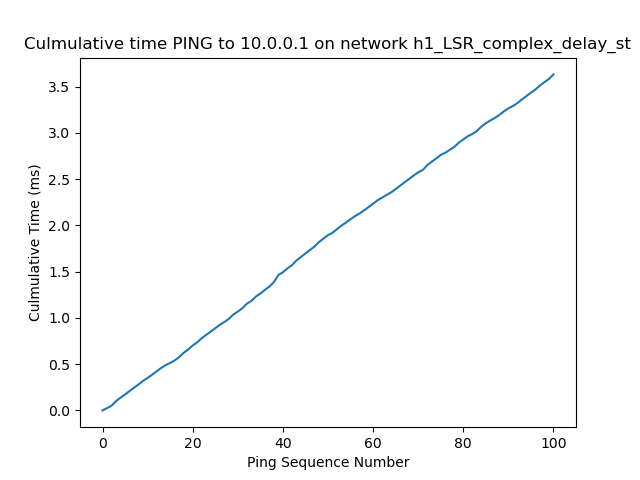 Culmulative time PING to 10.0.0.1 on network h1_LSR_complex_delay_st
3.5
3.0
2.5
2.0
1.5
1.0
0.5
0.0
Culmulative Time (ms)
0 20 40 60 80 100
Ping Sequence Number